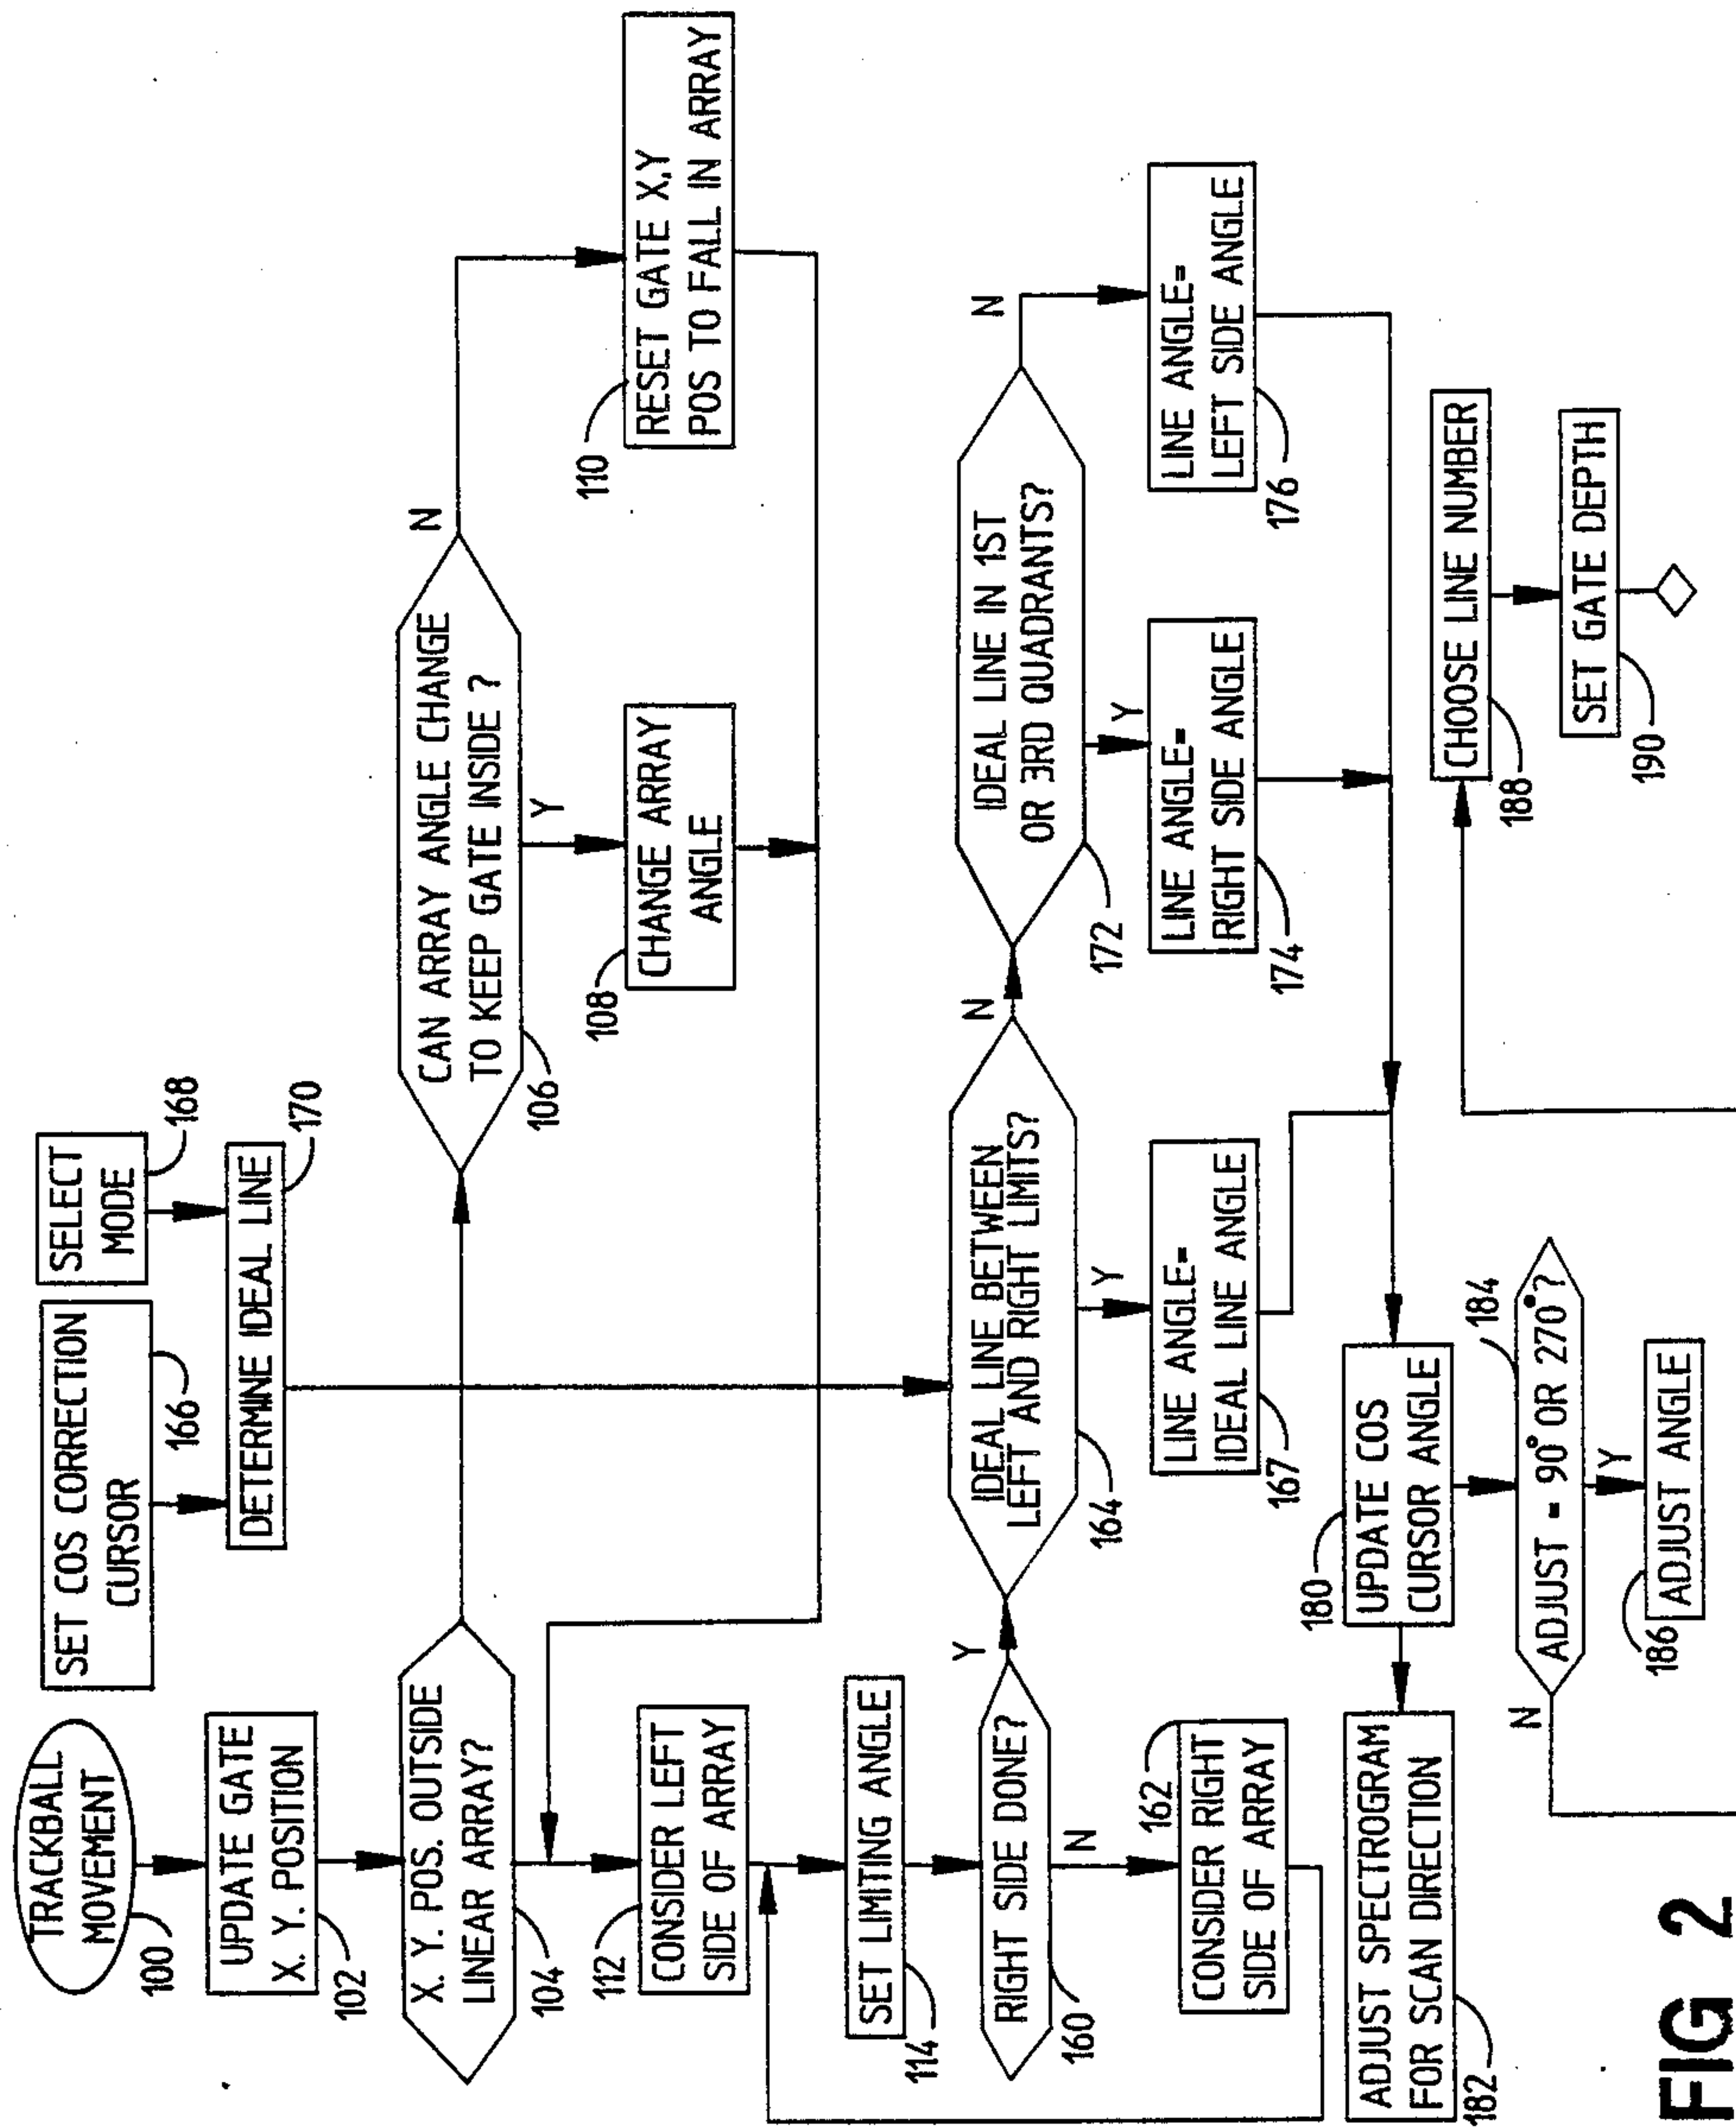 TRACKBALL
MOVEMENT
100
UPDATE GATE
X. Y. POSITION
102
SET COS CORRECTION
CURSOR
166
SELECT
MODE
168
DETERMINE IDEAL LINE
170
X. Y. POS. OUTSIDE
LINEAR ARRAY?
104
CAN ARRAY ANGLE CHANGE
TO KEEP GATE INSIDE ?
106
N
Y
108
CHANGE ARRAY
ANGLE
110
RESET GATE X,Y
POS TO FALL IN ARRAY
112
CONSIDER LEFT
SIDE OF ARRAY
SET LIMITING ANGLE
114
RIGHT SIDE DONE?
160
Y
N
162
CONSIDER RIGHT
SIDE OF ARRAY
IDEAL LINE BETWEEN
LEFT AND RIGHT LIMITS?
164
N
Y
LINE ANGLE=
IDEAL LINE ANGLE
167
IDEAL LINE IN 1ST
OR 3RD QUADRANTS?
172
N
Y
LINE ANGLE=
RIGHT SIDE ANGLE
174
LINE ANGLE=
LEFT SIDE ANGLE
176
180
UPDATE COS
CURSOR ANGLE
ADJUST SPECTROGRAM
FOR SCAN DIRECTION
182
184
ADJUST = 90° OR 270°?
N
Y
186
ADJUST ANGLE
CHOOSE LINE NUMBER
188
SET GATE DEPTH
190
FIG 2